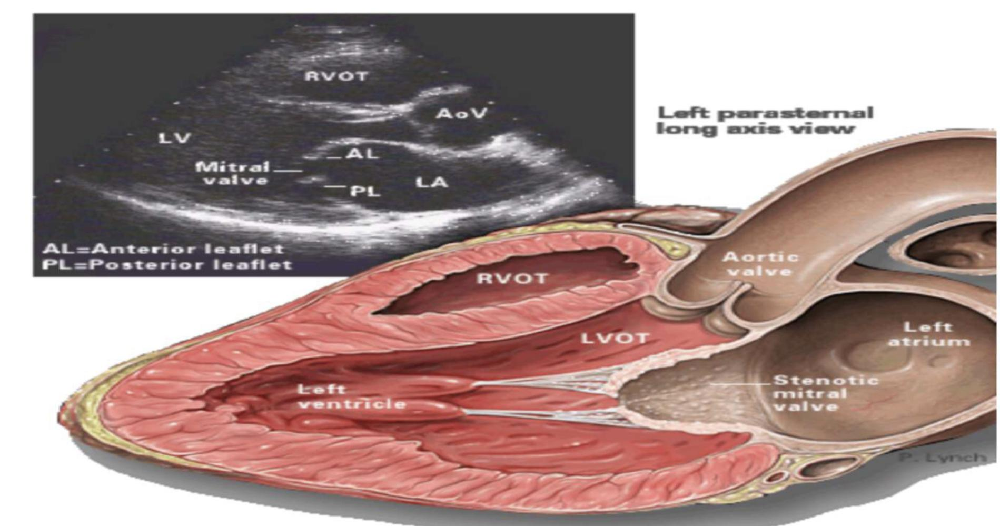 RVOT
AoV
LV
AL
Mitral
valve
LA
PL
AL=Anterior leaflet
PL=Posterior leaflet
Left parasternal
long axis view
Aortic
valve
RVOT
LVOT
Left
atrium
Stenotic
mitral
valve
Left
ventricle
P. Lynch